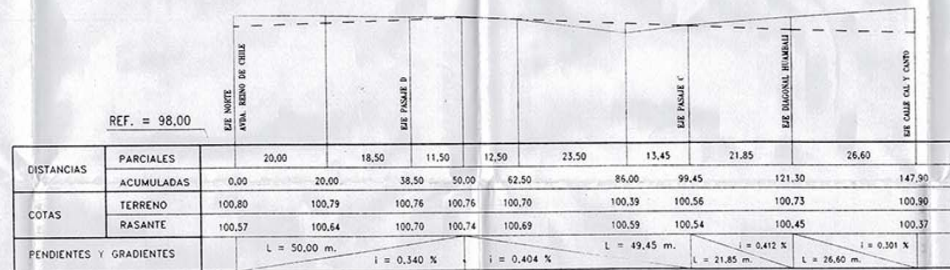 EJE NORTE
AVDA. REINO DE CHILE
EJE PASAJE D
EJE PASAJE C
EJE DIAGONAL HUAMBALI
EJE CALLE CAL Y CANTO
REF. = 98,00
DISTANCIAS
PARCIALES 20,00 18,50 11,50 12,50 23,50 13,45 21,85 26,60
ACUMULADAS 0,00 20,00 38,50 50,00 62,50 86,00 99,45 121,30 147,90
COTAS
TERRENO 100,80 100,79 100,76 100,76 100,70 100,39 100,56 100,73 100,90
RASANTE 100,57 100,64 100,70 100,74 100,69 100,59 100,54 100,45 100,37
PENDIENTES Y GRADIENTES
L = 50,00 m. L = 49,45 m. i = 0,412 % i = 0,301 %
i = 0,340 % i = 0,404 % L = 21,85 m. L = 26,60 m.